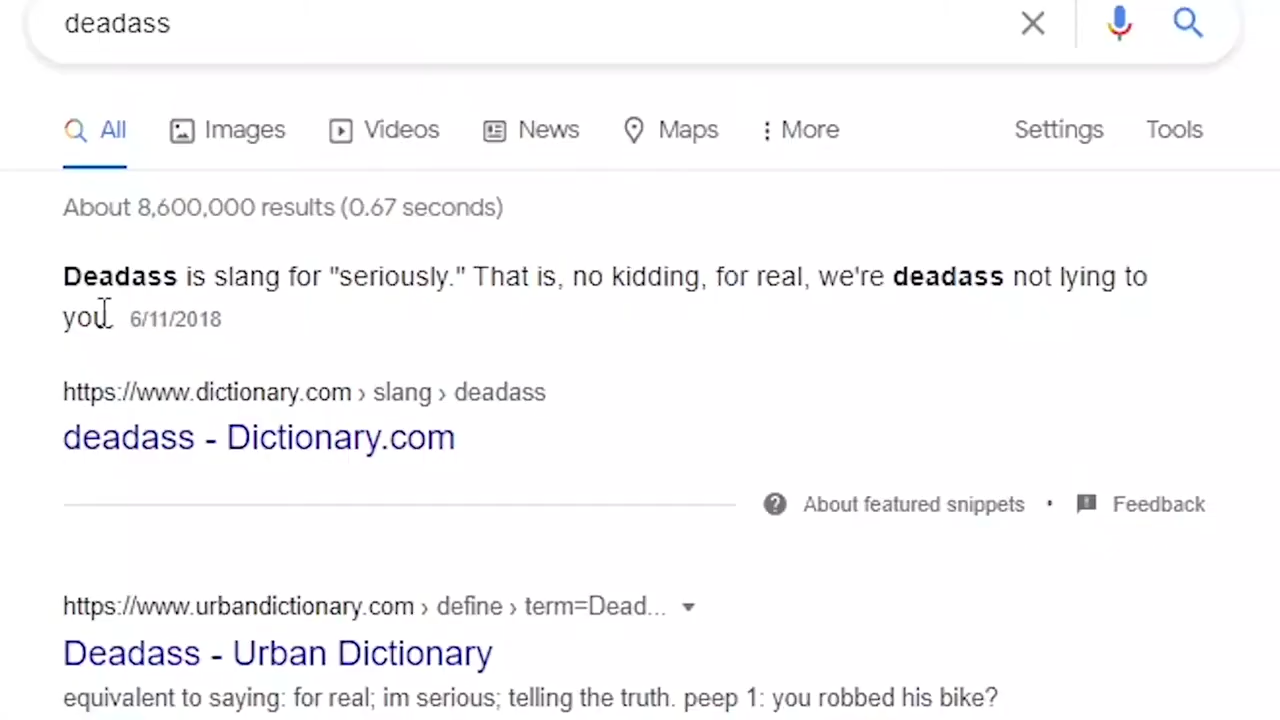 deadass
All Images Videos News Maps More Settings Tools
About 8,600,000 results (0.67 seconds)
Deadass is slang for "seriously." That is, no kidding, for real, we're deadass not lying to
you. 6/11/2018
https://www.dictionary.com › slang › deadass
deadass - Dictionary.com
About featured snippets • Feedback
https://www.urbandictionary.com › define › term=Dead...
Deadass - Urban Dictionary
equivalent to saying: for real; im serious; telling the truth. peep 1: you robbed his bike?